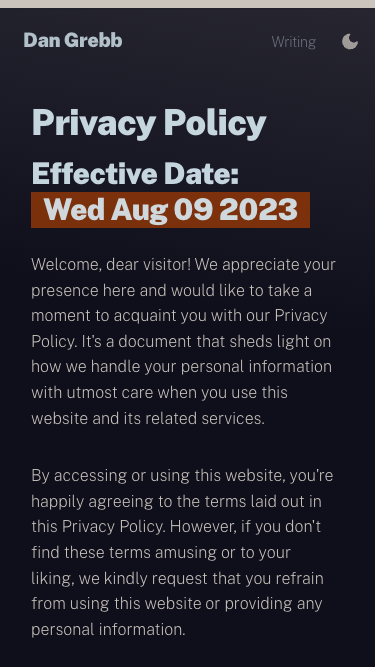 Dan Grebb
Writing
Privacy Policy
Effective Date:
Wed Aug 09 2023
Welcome, dear visitor! We appreciate your
presence here and would like to take a
moment to acquaint you with our Privacy
Policy. It's a document that sheds light on
how we handle your personal information
with utmost care when you use this
website and its related services.
By accessing or using this website, you're
happily agreeing to the terms laid out in
this Privacy Policy. However, if you don't
find these terms amusing or to your
liking, we kindly request that you refrain
from using this website or providing any
personal information.